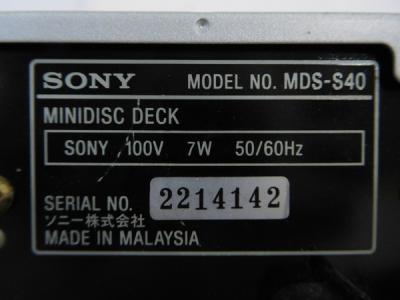 SONY MODEL NO. MDS-S40
MINIDISC DECK
SONY 100V 7W 50/60Hz
SERIAL NO. 2214142
ソニー株式会社
MADE IN MALAYSIA